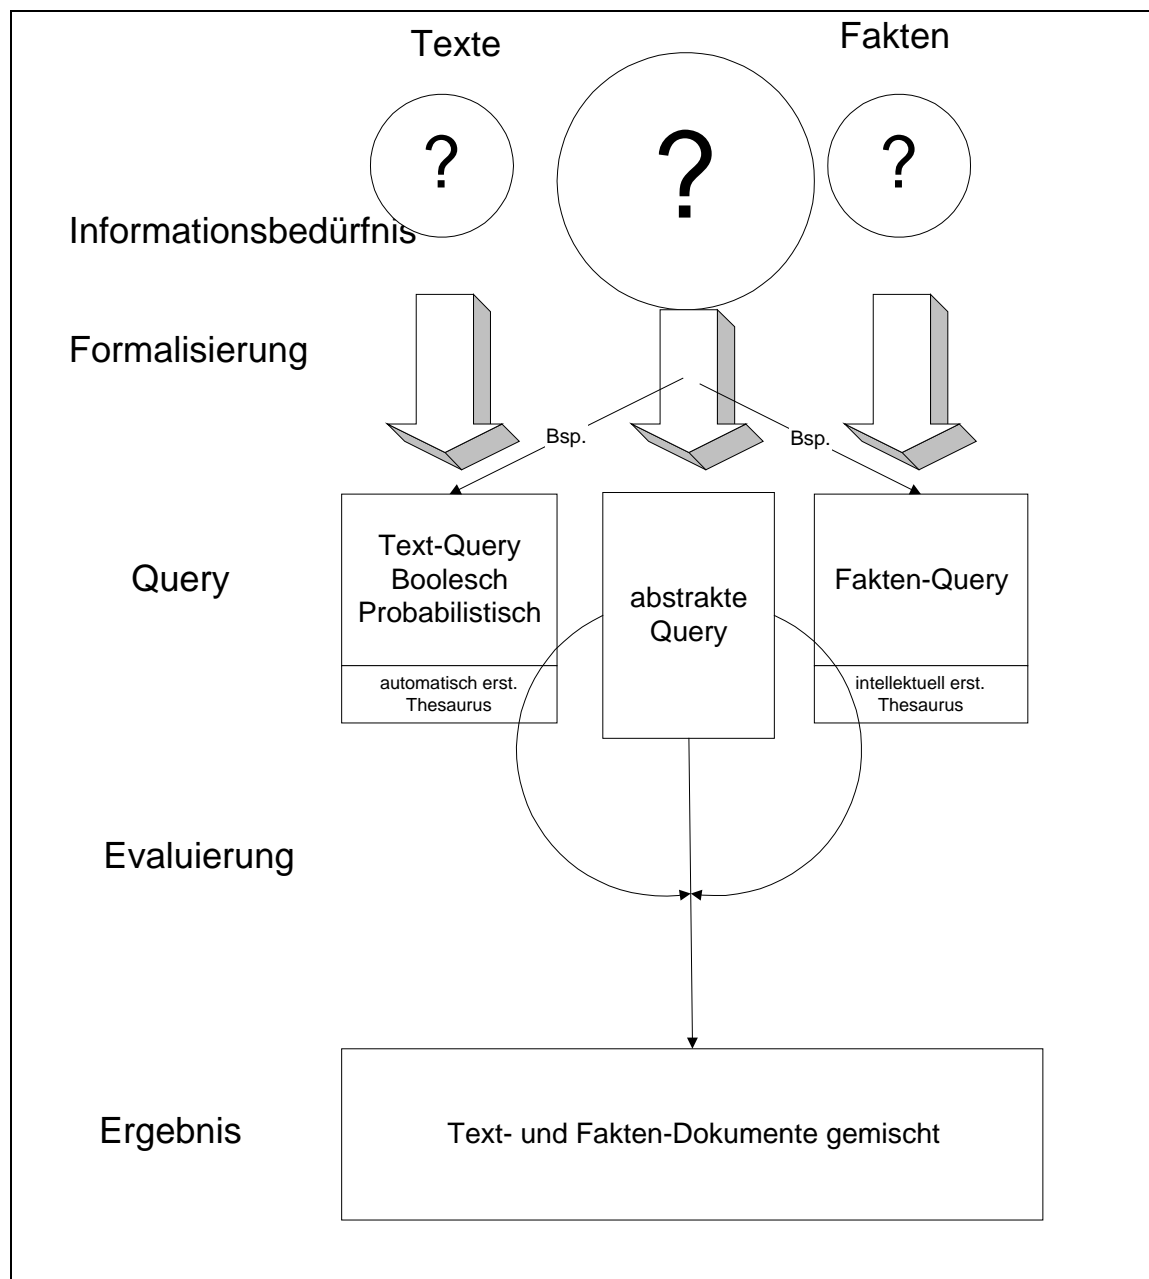 Texte
Fakten
?
?
?
Informationsbedürfnis
Formalisierung
Bsp.
Bsp.
Query
Text-Query
Boolesch
Probabilistisch
automatisch erst.
Thesaurus
abstrakte
Query
Fakten-Query
intellektuell erst.
Thesaurus
Evaluierung
Ergebnis
Text- und Fakten-Dokumente gemischt